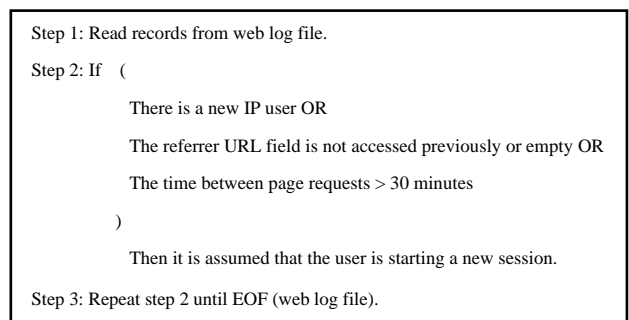 Step 1: Read records from web log file.
Step 2: If (
There is a new IP user OR
The referrer URL field is not accessed previously or empty OR
The time between page requests > 30 minutes
)
Then it is assumed that the user is starting a new session.
Step 3: Repeat step 2 until EOF (web log file).